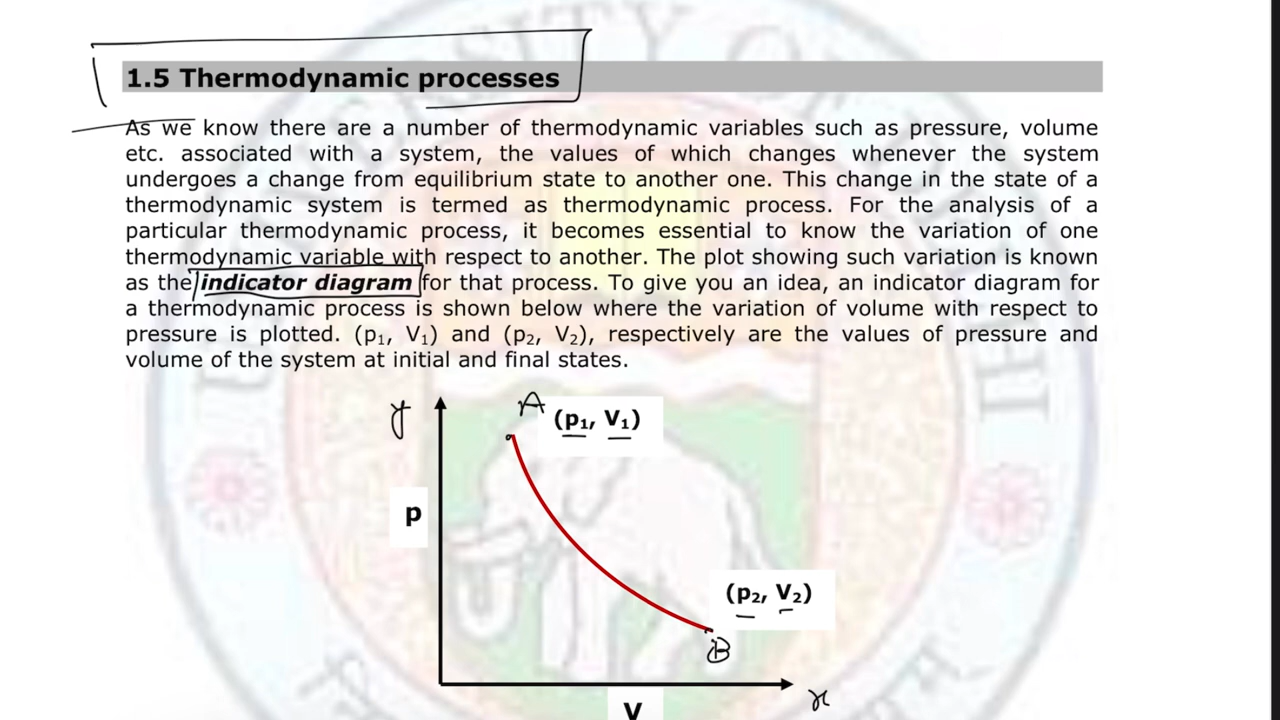 1.5 Thermodynamic processes
As we know there are a number of thermodynamic variables such as pressure, volume
etc. associated with a system, the values of which changes whenever the system
undergoes a change from equilibrium state to another one. This change in the state of a
thermodynamic system is termed as thermodynamic process. For the analysis of a
particular thermodynamic process, it becomes essential to know the variation of one
thermodynamic variable with respect to another. The plot showing such variation is known
as the indicator diagram for that process. To give you an idea, an indicator diagram for
a thermodynamic process is shown below where the variation of volume with respect to
pressure is plotted. (p₁, V₁) and (p₂, V₂), respectively are the values of pressure and
volume of the system at initial and final states.
y
A
(p₁, V₁)
p
(p₂, V₂)
B
x
V
UNIVERSITY OF DELHI